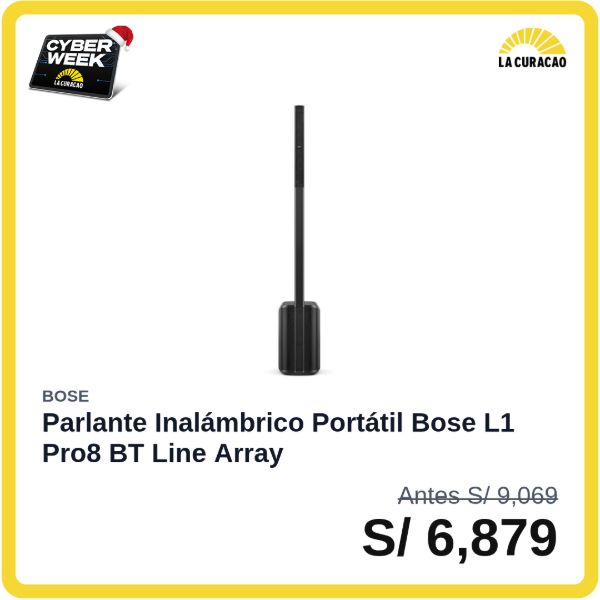 CYBER
WEEK
LA CURACAO
LA CURACAO
BOSE
Parlante Inalámbrico Portátil Bose L1
Pro8 BT Line Array
Antes S/ 9,069
S/ 6,879